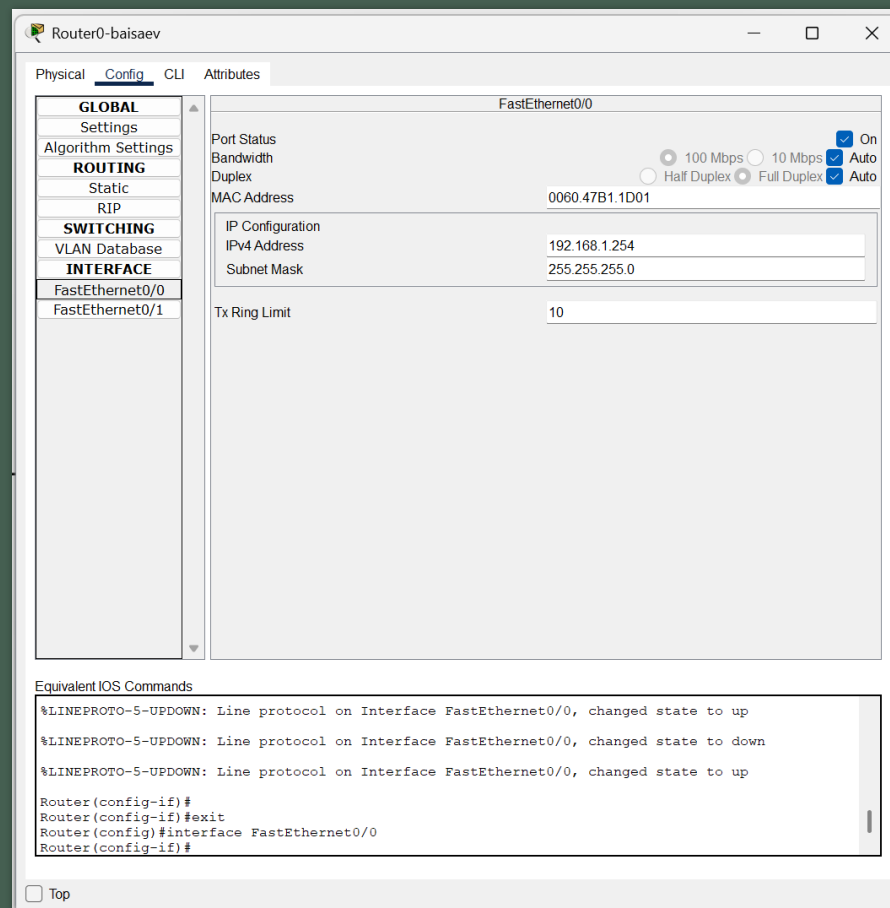 Router0-baisaev
Physical Config CLI Attributes
GLOBAL
Settings
Algorithm Settings
ROUTING
Static
RIP
SWITCHING
VLAN Database
INTERFACE
FastEthernet0/0
FastEthernet0/1
FastEthernet0/0
Port Status On
Bandwidth 100 Mbps 10 Mbps Auto
Duplex Half Duplex Full Duplex Auto
MAC Address 0060.47B1.1D01
IP Configuration
IPv4 Address 192.168.1.254
Subnet Mask 255.255.255.0
Tx Ring Limit 10
Equivalent IOS Commands
%LINEPROTO-5-UPDOWN: Line protocol on Interface FastEthernet0/0, changed state to up
%LINEPROTO-5-UPDOWN: Line protocol on Interface FastEthernet0/0, changed state to down
%LINEPROTO-5-UPDOWN: Line protocol on Interface FastEthernet0/0, changed state to up
Router(config-if)#
Router(config-if)#exit
Router(config)#interface FastEthernet0/0
Router(config-if)#
Top